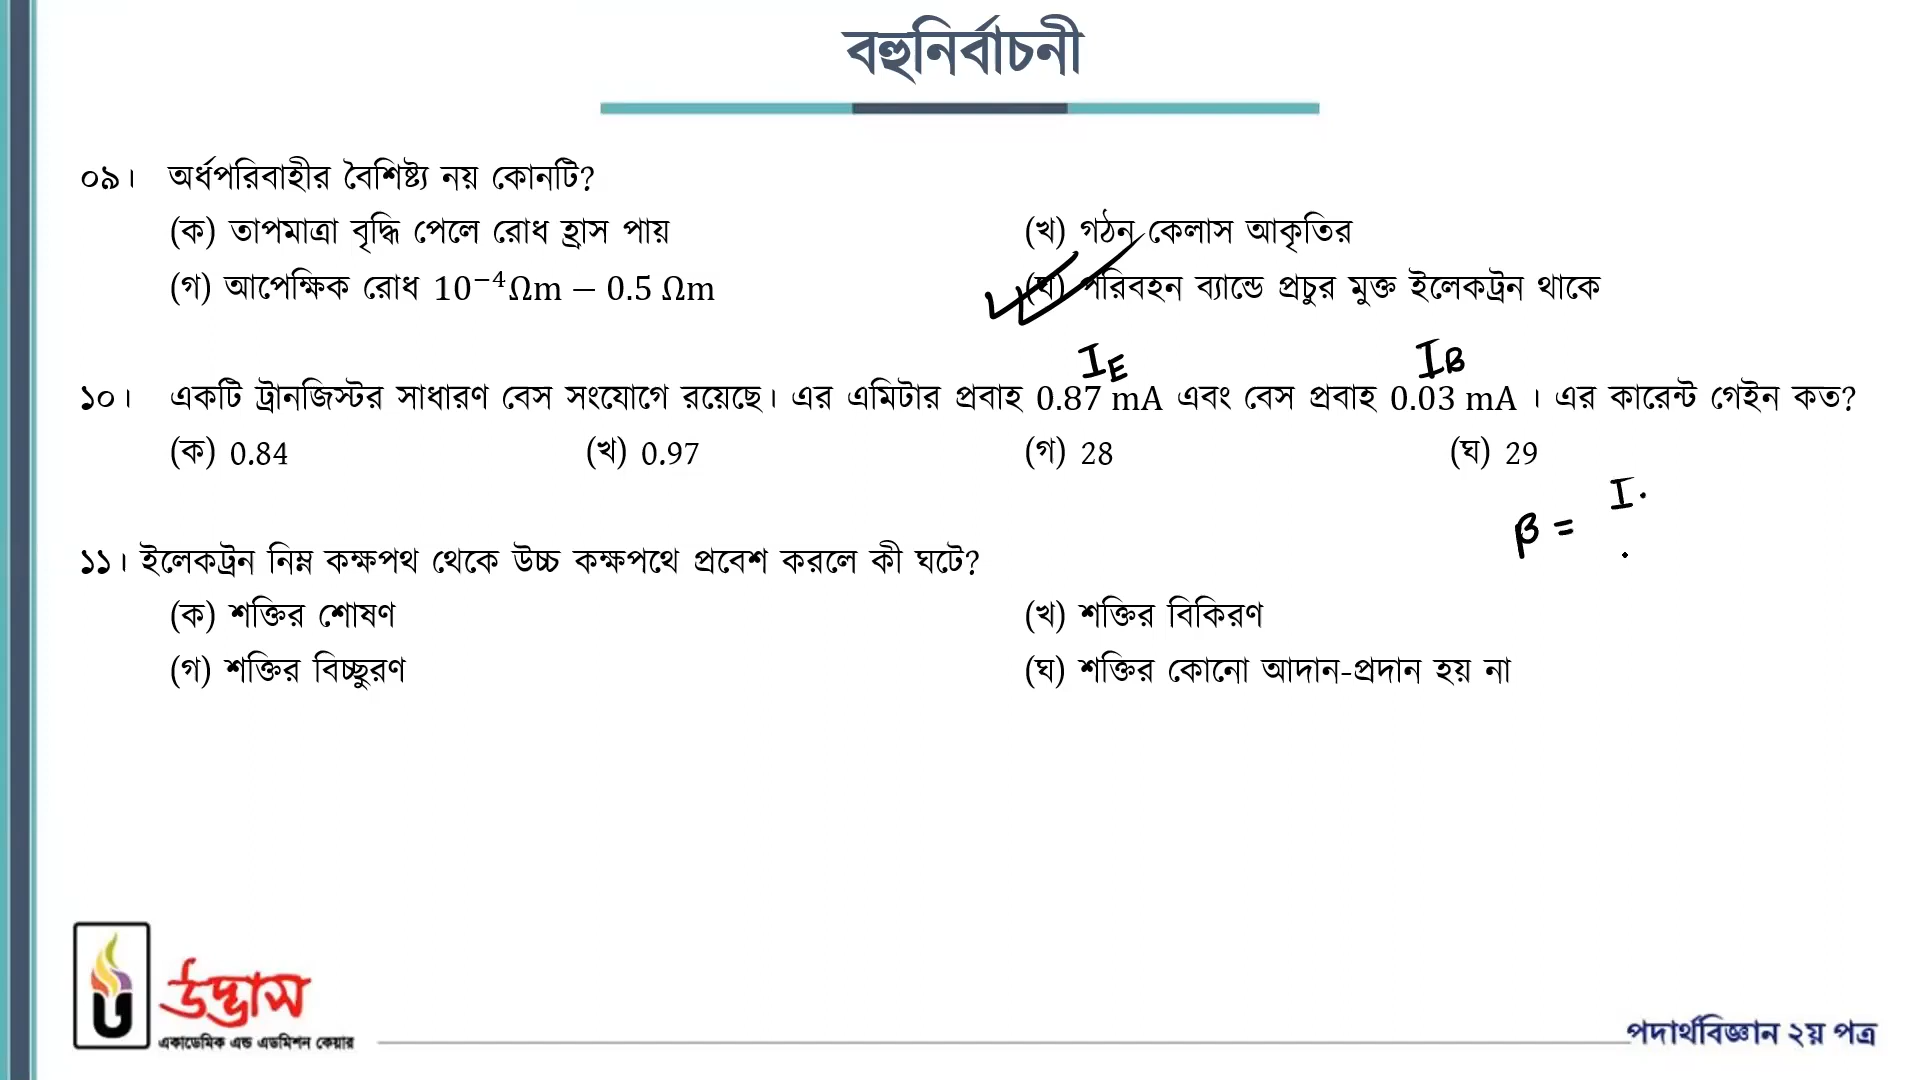 বহুনির্বাচনী
০৯। অর্ধপরিবাহীর বৈশিষ্ট্য নয় কোনটি?
(ক) তাপমাত্রা বৃদ্ধি পেলে রোধ হ্রাস পায় (খ) গঠন কেলাস আকৃতির
(গ) আপেক্ষিক রোধ 10⁻⁴Ωm − 0.5 Ωm (ঘ) পরিবহন ব্যান্ডে প্রচুর মুক্ত ইলেকট্রন থাকে
I_E I_B
১০। একটি ট্রানজিস্টর সাধারণ বেস সংযোগে রয়েছে। এর এমিটার প্রবাহ 0.87 mA এবং বেস প্রবাহ 0.03 mA । এর কারেন্ট গেইন কত?
(ক) 0.84 (খ) 0.97 (গ) 28 (ঘ) 29
β = I
১১। ইলেকট্রন নিম্ন কক্ষপথ থেকে উচ্চ কক্ষপথে প্রবেশ করলে কী ঘটে?
(ক) শক্তির শোষণ (খ) শক্তির বিকিরণ
(গ) শক্তির বিচ্ছুরণ (ঘ) শক্তির কোনো আদান-প্রদান হয় না
উদ্ভাস
একাডেমিক এন্ড এডমিশন কেয়ার
পদার্থবিজ্ঞান ২য় পত্র